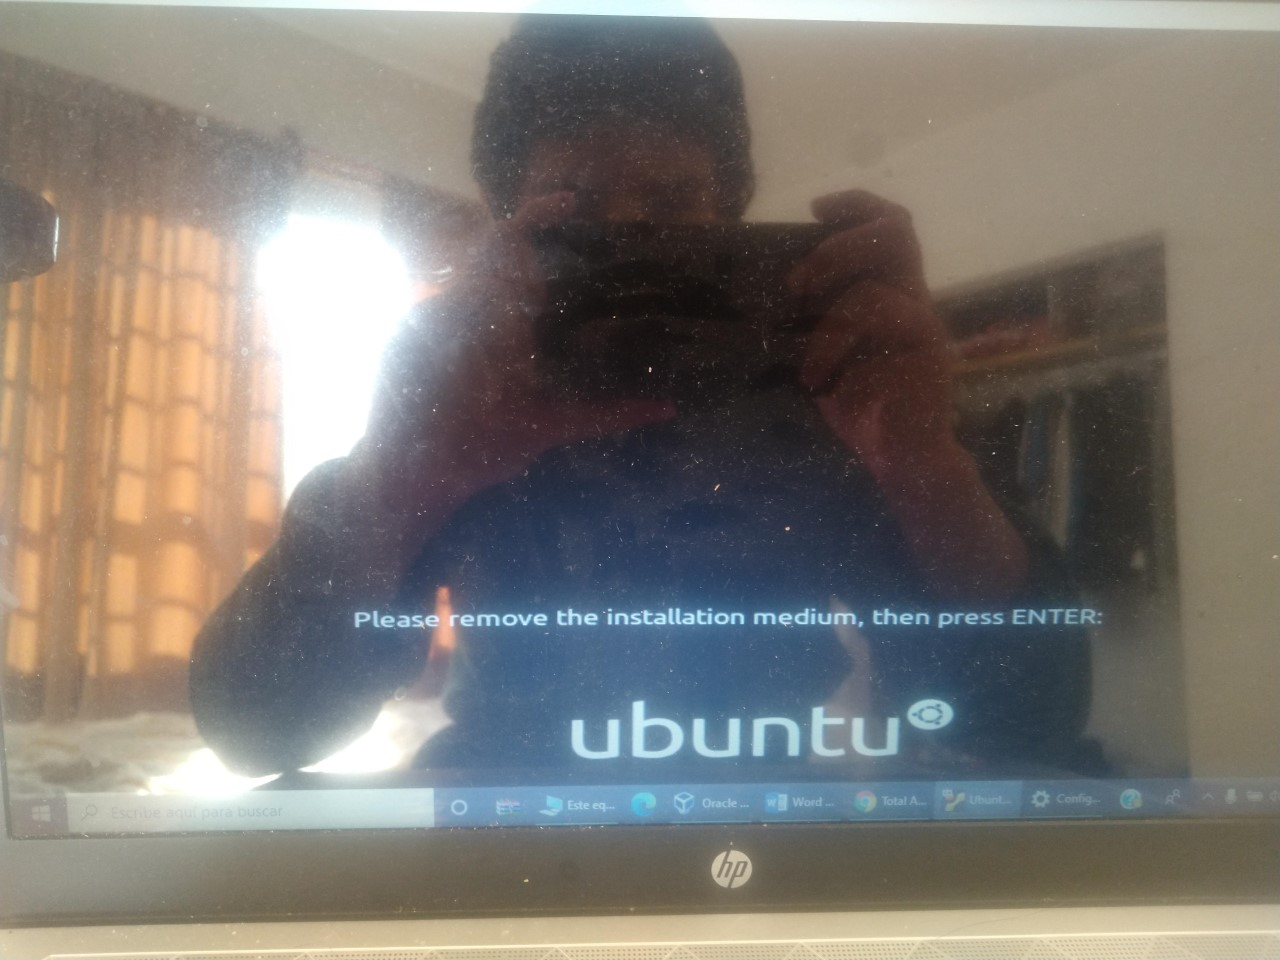 Please remove the installation medium, then press ENTER:
ubuntu
Escribe aquí para buscar
Este eq...
Oracle ...
Word ...
Total A...
Ubunt...
Config...
hp